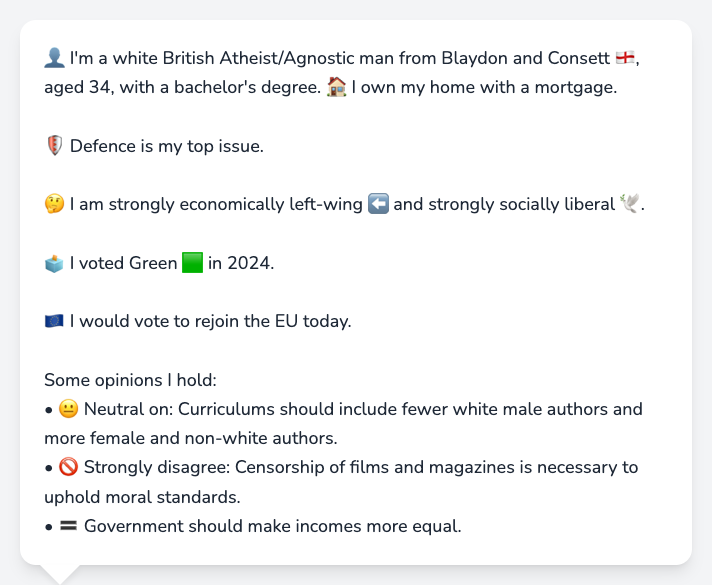 👤 I'm a white British Atheist/Agnostic man from Blaydon and Consett 🏴󠁧󠁢󠁥󠁮󠁧󠁿,
aged 34, with a bachelor's degree. 🏠 I own my home with a mortgage.
🛡️ Defence is my top issue.
🤔 I am strongly economically left-wing ⬅️ and strongly socially liberal 🕊️.
🗳️ I voted Green 🟩 in 2024.
🇪🇺 I would vote to rejoin the EU today.
Some opinions I hold:
• 😐 Neutral on: Curriculums should include fewer white male authors and
more female and non-white authors.
• 🚫 Strongly disagree: Censorship of films and magazines is necessary to
uphold moral standards.
• 🟰 Government should make incomes more equal.